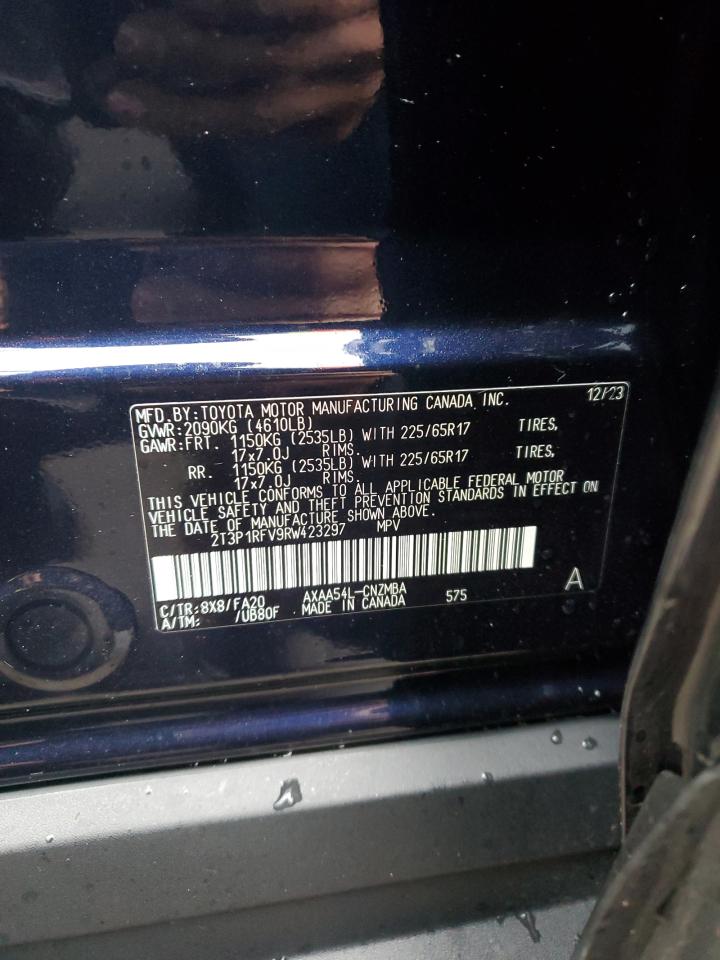 MFD.BY:TOYOTA MOTOR MANUFACTURING CANADA INC. 12/23
GVWR:2090KG (4610LB)
GAWR:FRT. 1150KG (2535LB) WITH 225/65R17 TIRES,
17x7.0J RIMS.
RR. 1150KG (2535LB) WITH 225/65R17 TIRES,
17x7.0J RIMS.
THIS VEHICLE CONFORMS TO ALL APPLICABLE FEDERAL MOTOR
VEHICLE SAFETY AND THEFT PREVENTION STANDARDS IN EFFECT ON
THE DATE OF MANUFACTURE SHOWN ABOVE.
2T3P1RFV9RW423297 MPV
A
C/TR:8X8/FA20 AXAA54L-CNZMBA 575
A/TM: /UB80F MADE IN CANADA